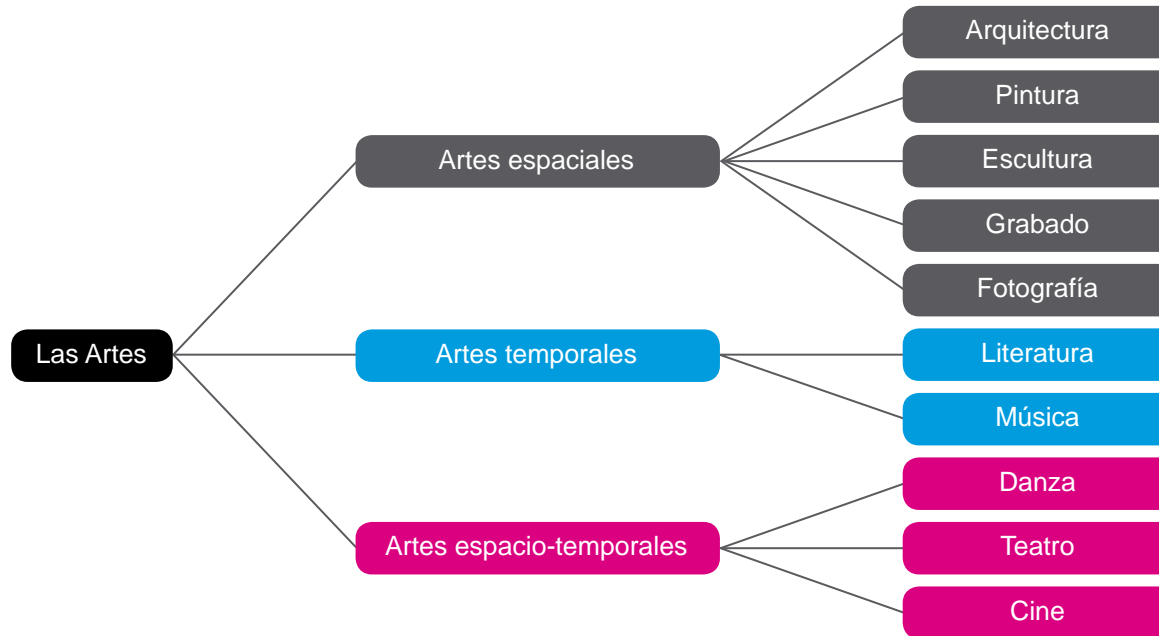 Las Artes
Artes espaciales
Arquitectura
Pintura
Escultura
Grabado
Fotografía
Artes temporales
Literatura
Música
Artes espacio-temporales
Danza
Teatro
Cine